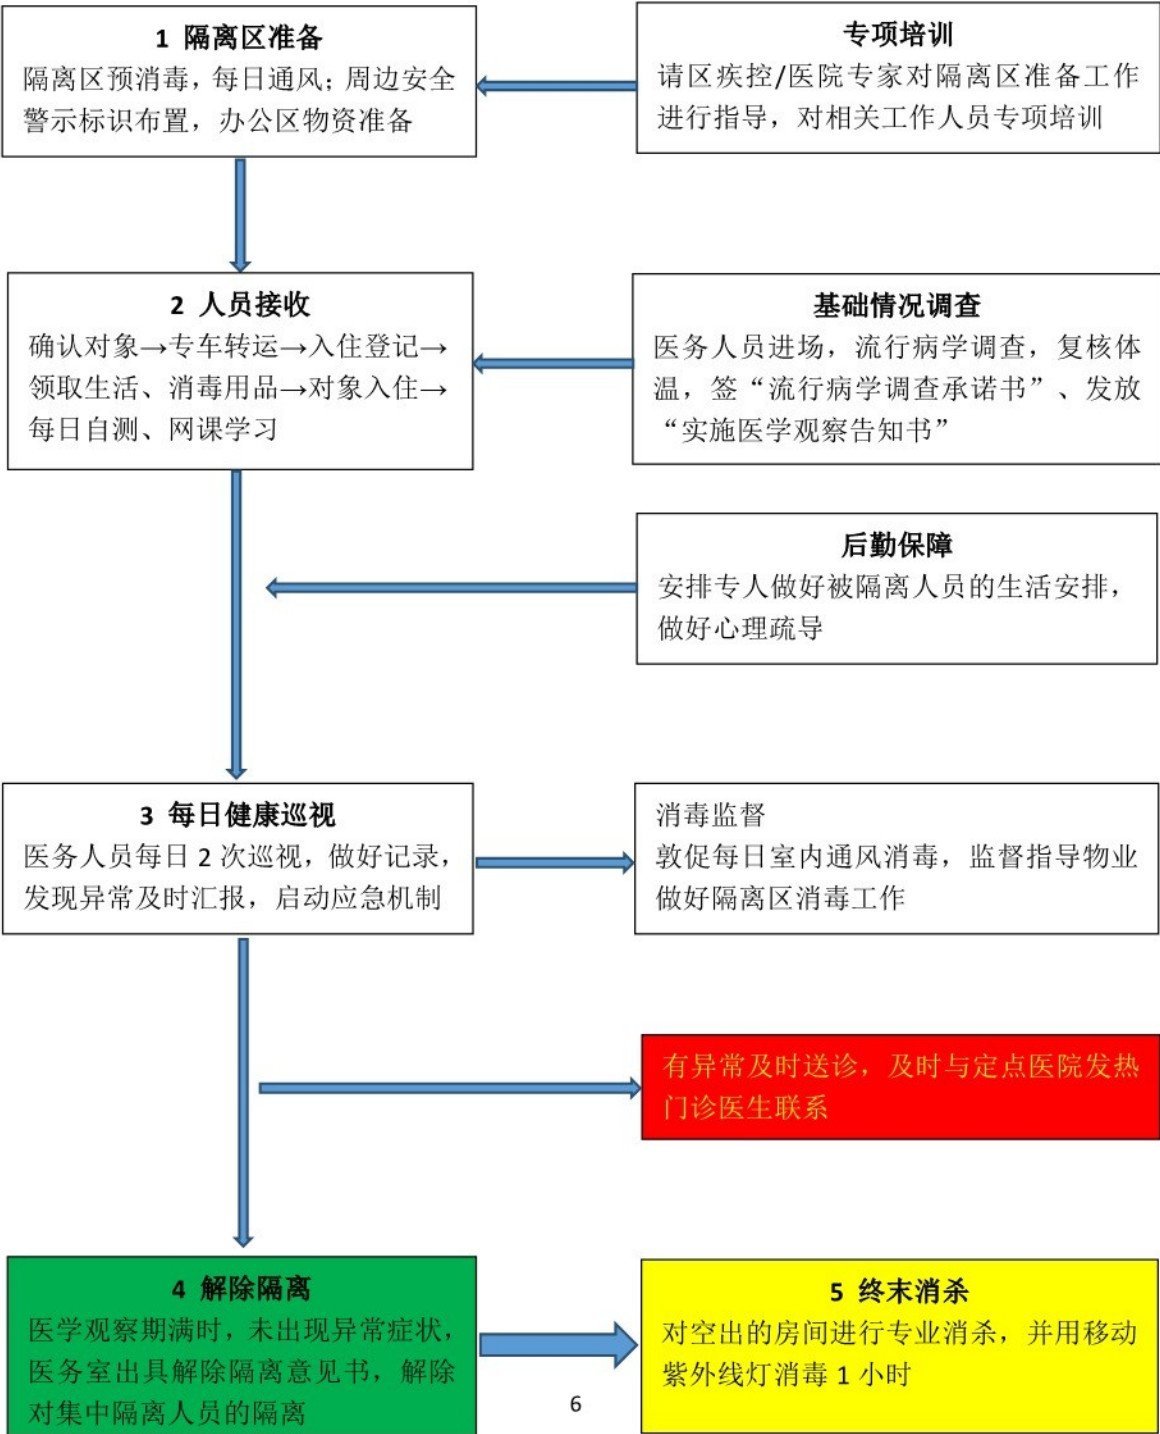 1 隔离区准备
隔离区预消毒，每日通风；周边安全
警示标识布置，办公区物资准备
专项培训
请区疾控/医院专家对隔离区准备工作
进行指导，对相关工作人员专项培训
2 人员接收
确认对象→专车转运→入住登记→
领取生活、消毒用品→对象入住→
每日自测、网课学习
基础情况调查
医务人员进场，流行病学调查，复核体
温，签“流行病学调查承诺书”、发放
“实施医学观察告知书”
后勤保障
安排专人做好被隔离人员的生活安排，
做好心理疏导
3 每日健康巡视
医务人员每日 2 次巡视，做好记录，
发现异常及时汇报，启动应急机制
消毒监督
敦促每日室内通风消毒，监督指导物业
做好隔离区消毒工作
有异常及时送诊，及时与定点医院发热
门诊医生联系
4 解除隔离
医学观察期满时，未出现异常症状，
医务室出具解除隔离意见书，解除
对集中隔离人员的隔离
5 终末消杀
对空出的房间进行专业消杀，并用移动
紫外线灯消毒 1 小时
6